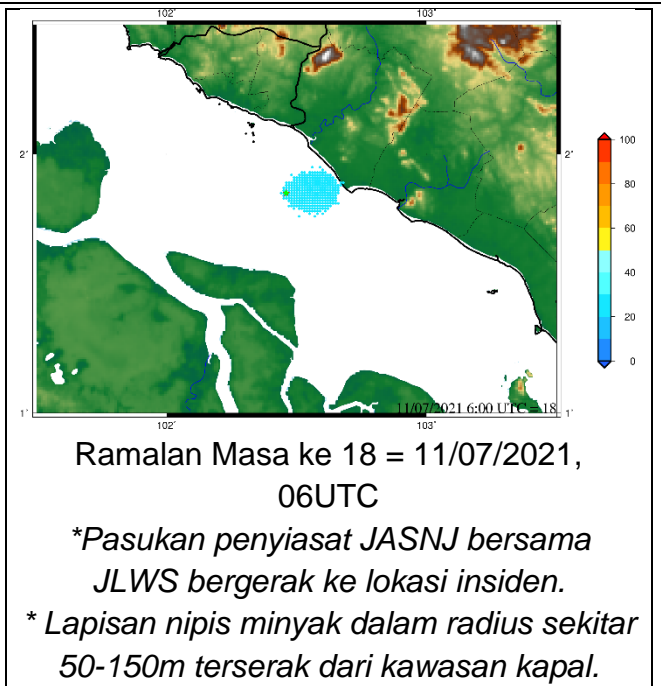 102˚ 103˚
100
2˚ 2˚
80
60
40
20
0
1˚ 1˚
11/07/2021 6:00 UTC = 18
102˚ 103˚
Ramalan Masa ke 18 = 11/07/2021,
06UTC
*Pasukan penyiasat JASNJ bersama
JLWS bergerak ke lokasi insiden.
* Lapisan nipis minyak dalam radius sekitar
50-150m terserak dari kawasan kapal.